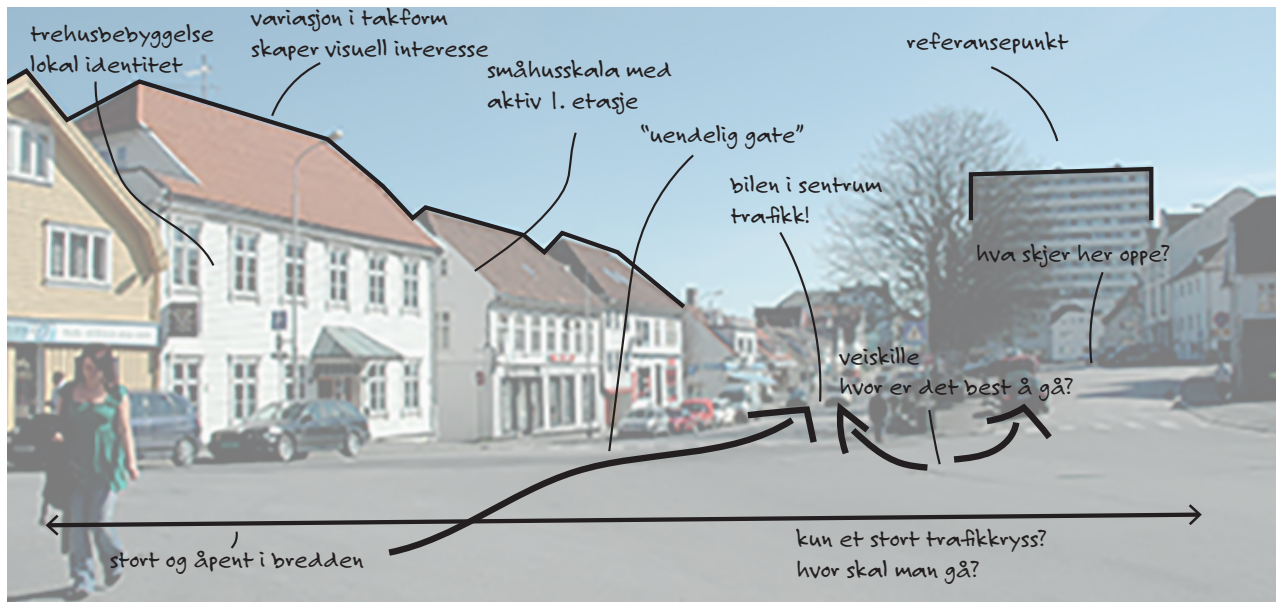 trehusbebyggelse
lokal identitet
variasjon i takform
skaper visuell interesse
småhusskala med
aktiv 1. etasje
"uendelig gate"
bilen i sentrum
trafikk!
referansepunkt
hva skjer her oppe?
veiskille
hvor er det best å gå?
stort og åpent i bredden
kun et stort trafikkryss?
hvor skal man gå?